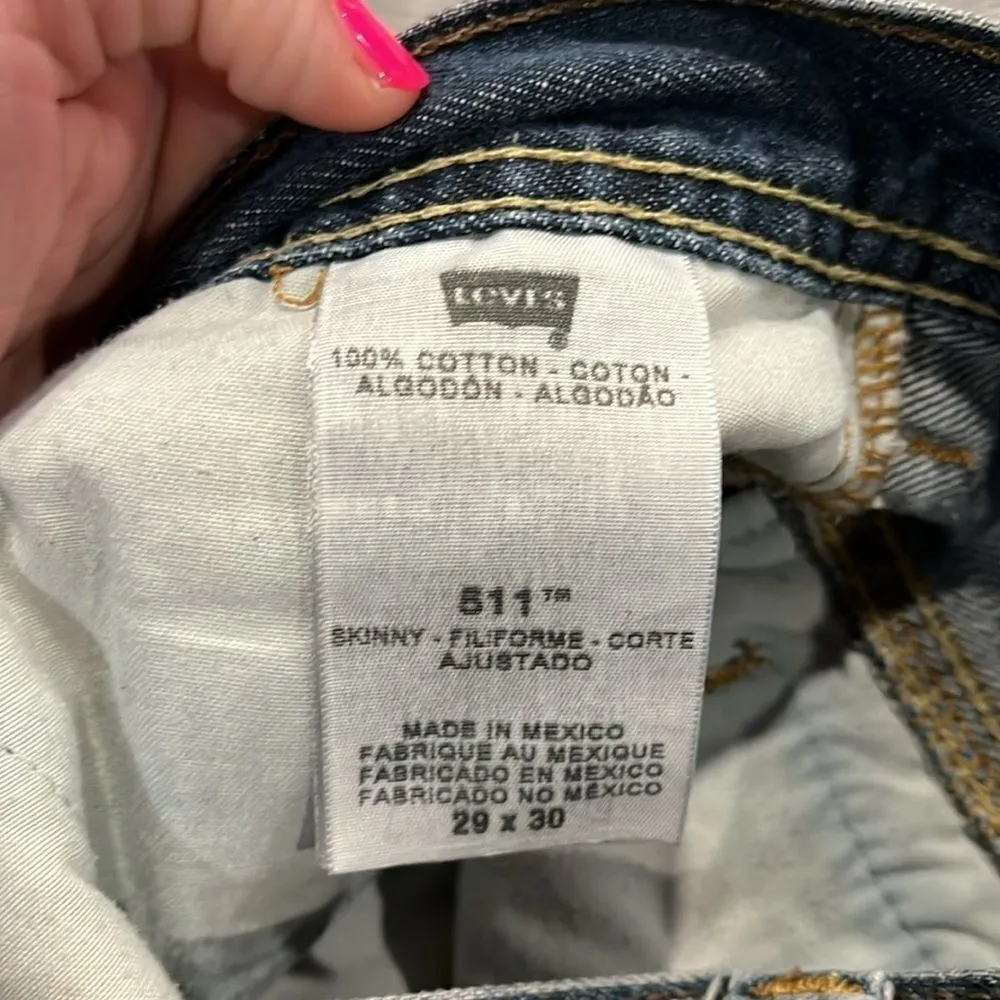 LEVI'S
®
100% COTTON - COTON -
ALGODÓN - ALGODÃO
511™
SKINNY - FILIFORME - CORTE
AJUSTADO
MADE IN MEXICO
FABRIQUE AU MEXIQUE
FABRICADO EN MÉXICO
FABRICADO NO MÉXICO
29 x 30